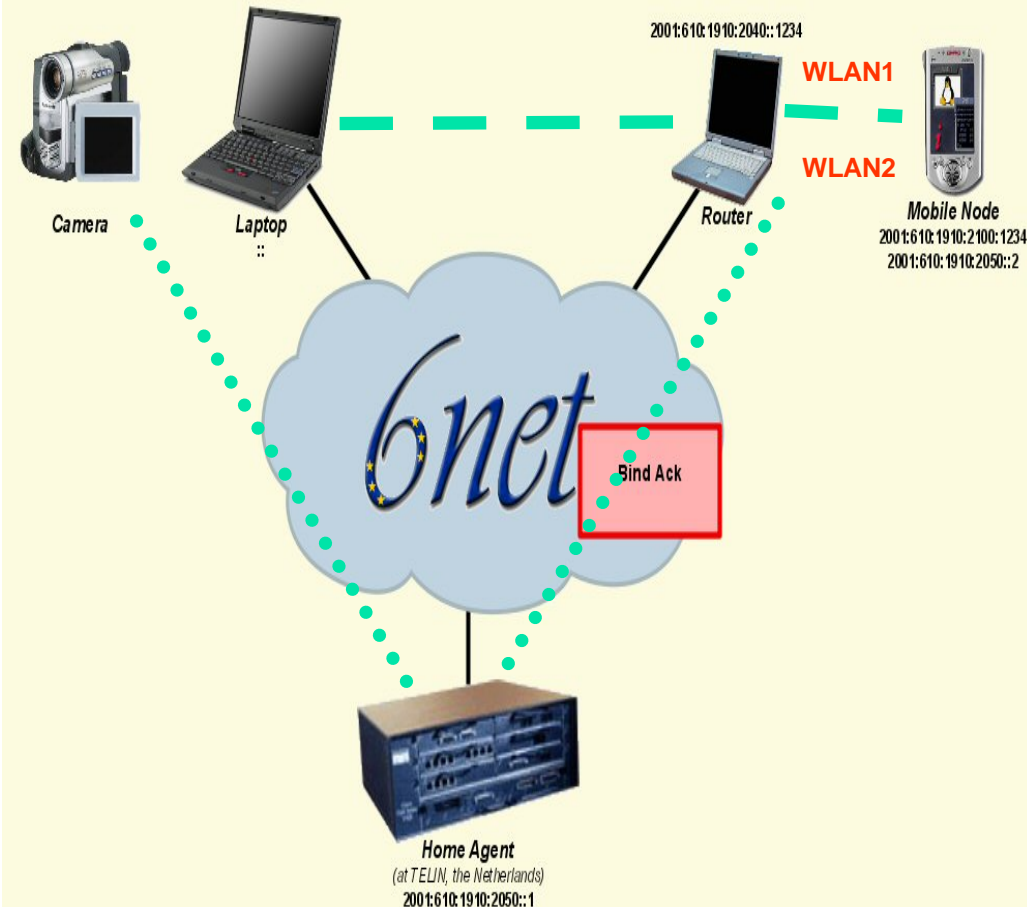 2001:610:1910:2040::1234
WLAN1
WLAN2
Camera
Laptop
::
Router
Mobile Node
2001:610:1910:2100:1234
2001:610:1910:2050::2
6net
Bind Ack
Home Agent
(at TELIN, the Netherlands)
2001:610:1910:2050::1